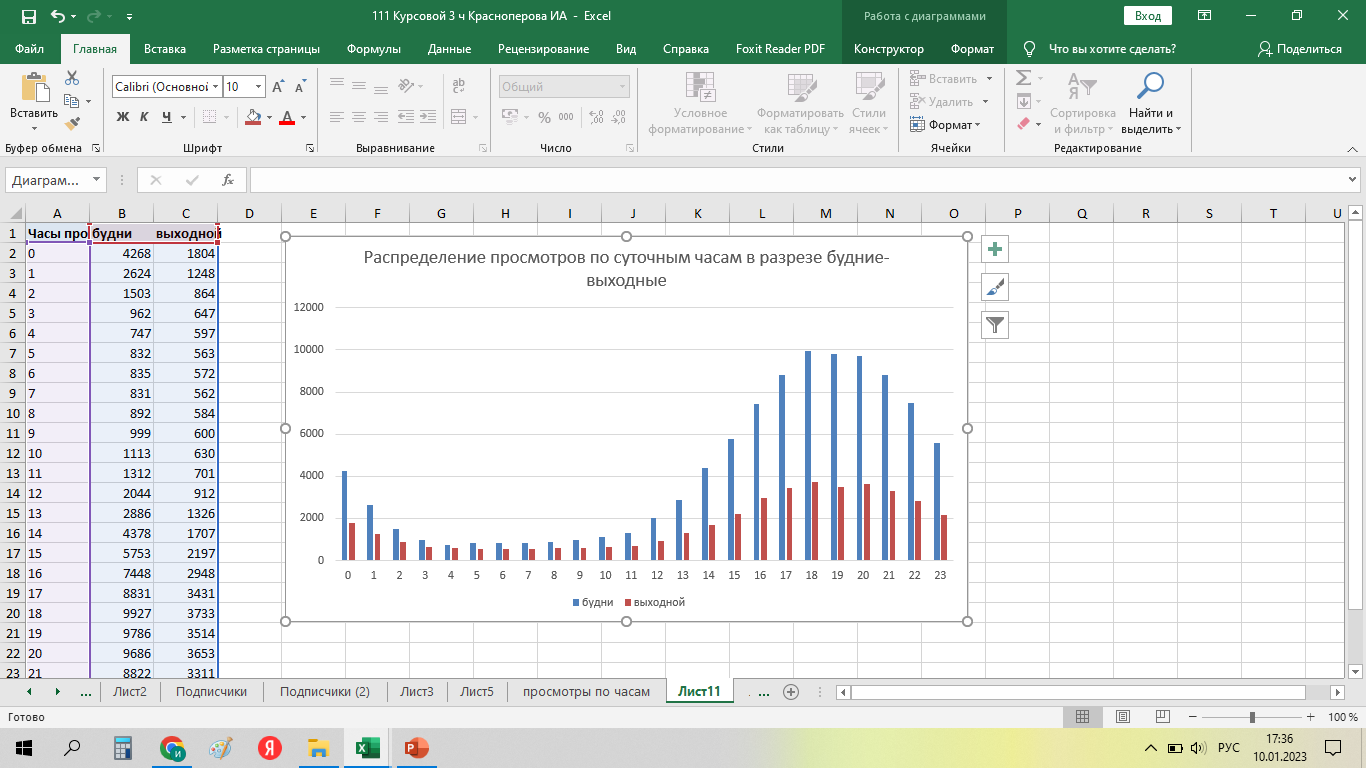 111 Курсовой 3 ч Красноперова ИА - Excel
Работа с диаграммами
Вход
Файл Главная Вставка Разметка страницы Формулы Данные Рецензирование Вид Справка Foxit Reader PDF Конструктор Формат Что вы хотите сделать? Поделиться
Вставить
Calibri (Основной 10
Ж К Ч
Общий
% 000
Условное форматирование
Форматировать как таблицу
Стили ячеек
Вставить
Удалить
Формат
Сортировка и фильтр
Найти и выделить
Буфер обмена Шрифт Выравнивание Число Стили Ячейки Редактирование
Диаграм... fx
A B C D E F G H I J K L M N O P Q R S T U
1 Часы про будни выходной
2 0 4268 1804
3 1 2624 1248
4 2 1503 864
5 3 962 647
6 4 747 597
7 5 832 563
8 6 835 572
9 7 831 562
10 8 892 584
11 9 999 600
12 10 1113 630
13 11 1312 701
14 12 2044 912
15 13 2886 1326
16 14 4378 1707
17 15 5753 2197
18 16 7448 2948
19 17 8831 3431
20 18 9927 3733
21 19 9786 3514
22 20 9686 3653
23 21 8822 3311
Распределение просмотров по суточным часам в разрезе будние-
выходные
12000
10000
8000
6000
4000
2000
0
0 1 2 3 4 5 6 7 8 9 10 11 12 13 14 15 16 17 18 19 20 21 22 23
будни выходной
... Лист2 Подписчики Подписчики (2) Лист3 Лист5 просмотры по часам Лист11 ...
Готово
100 %
Я
РУС
17:36
10.01.2023